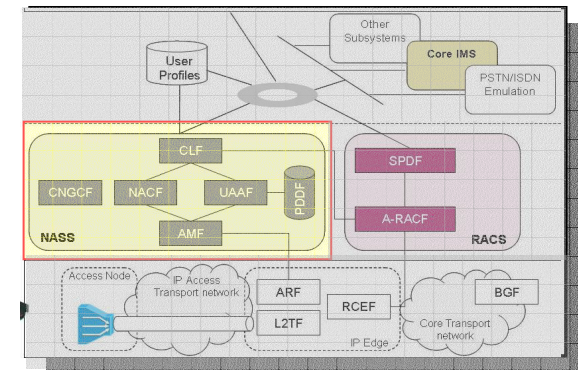 Other
Subsystems
Core IMS
User
Profiles
PSTN/ISDN
Emulation
CLF
SPDF
CNGCF
NACF
UAAF
PDDF
A-RACF
AMF
NASS
RACS
Access Node
IP Access
Transport network
ARF
BGF
RCEF
L2TF
Core Transport
network
IP Edge